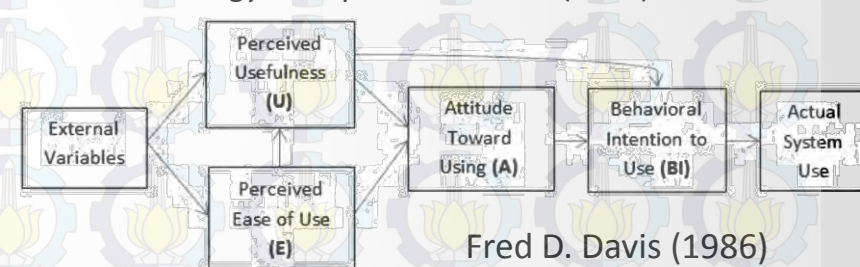 Perceived
Usefulness
(U)
External
Variables
Perceived
Ease of Use
(E)
Attitude
Toward
Using (A)
Behavioral
Intention to
Use (BI)
Actual
System
Use
Fred D. Davis (1986)